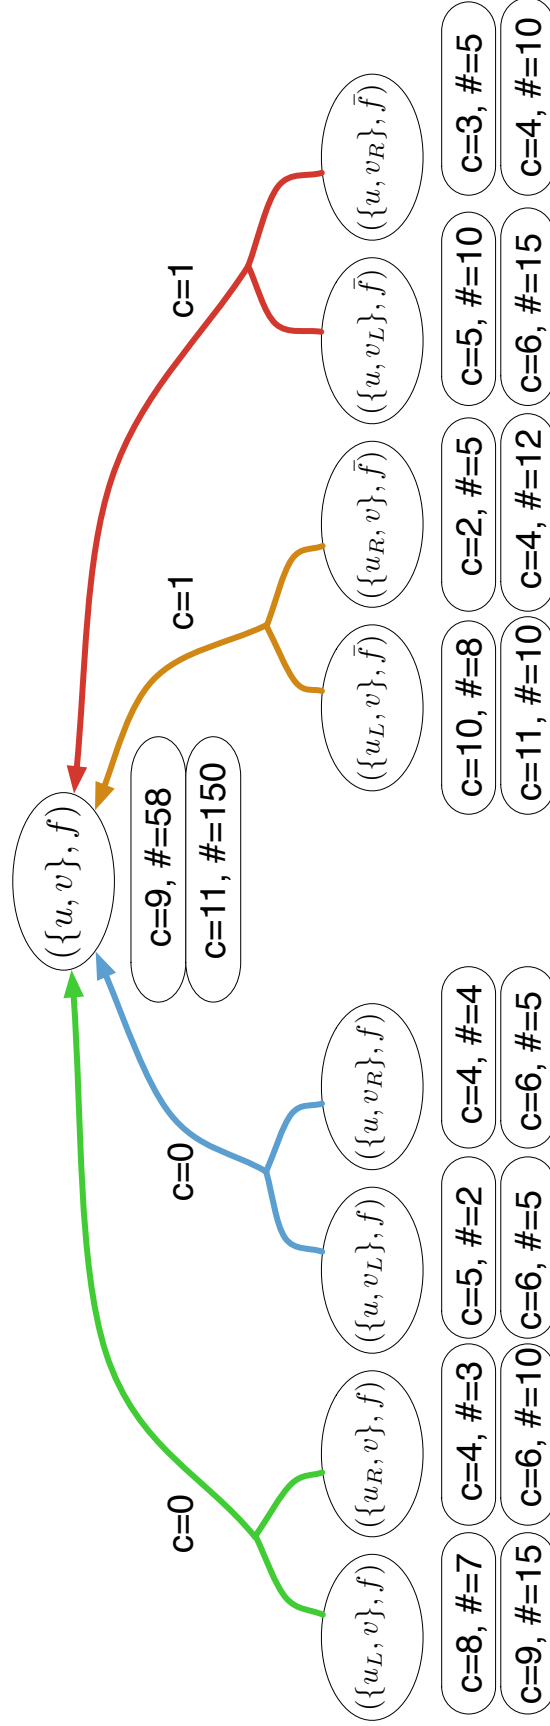 ({u, v}, f)
c=9, #=58
c=11, #=150
c=0
c=0
c=1
c=1
({u_L, v}, f)
c=8, #=7
c=9, #=15
({u_R, v}, f)
c=4, #=3
c=6, #=10
({u, v_L}, f)
c=5, #=2
c=6, #=5
({u, v_R}, f)
c=4, #=4
c=6, #=5
({u_L, v}, f̄)
c=10, #=8
c=11, #=10
({u_R, v}, f̄)
c=2, #=5
c=4, #=12
({u, v_L}, f̄)
c=5, #=10
c=6, #=15
({u, v_R}, f̄)
c=3, #=5
c=4, #=10